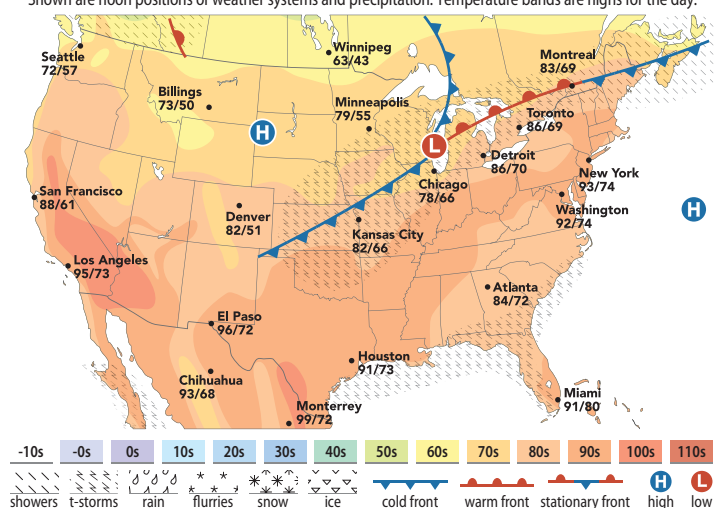 Shown are noon positions of weather systems and precipitation. Temperature bands are highs for the day.
Seattle
72/57
Winnipeg
63/43
Montreal
83/69
Billings
73/50
Minneapolis
79/55
Toronto
86/69
H
L
Detroit
86/70
New York
93/74
San Francisco
88/61
Chicago
78/66
Denver
82/51
Kansas City
82/66
Washington
92/74
H
Los Angeles
95/73
Atlanta
84/72
El Paso
96/72
Houston
91/73
Chihuahua
93/68
Monterrey
99/72
Miami
91/80
-10s -0s 0s 10s 20s 30s 40s 50s 60s 70s 80s 90s 100s 110s
H L
showers t-storms rain flurries snow ice cold front warm front stationary front high low